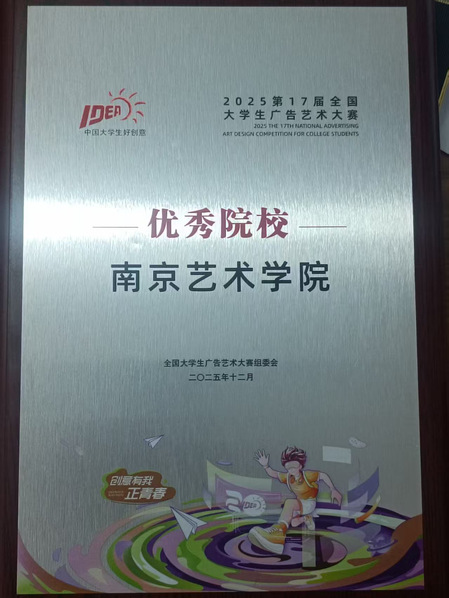 IDEA
中国大学生好创意
2025第17届全国
大学生广告艺术大赛
2025 THE 17TH NATIONAL ADVERTISING
ART DESIGN COMPETITION FOR COLLEGE STUDENTS
优秀院校
南京艺术学院
全国大学生广告艺术大赛组委会
二〇二五年十二月
创意有我
正青春
20
IDEA